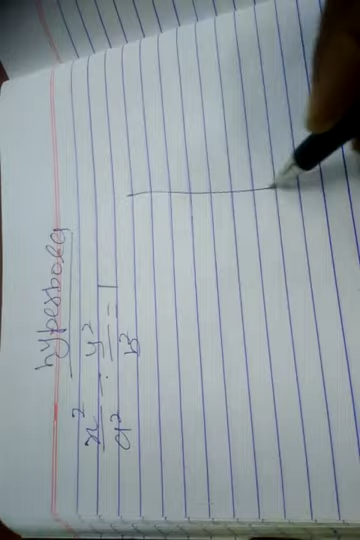 hyperbola
x²/a² - y²/b² = 1